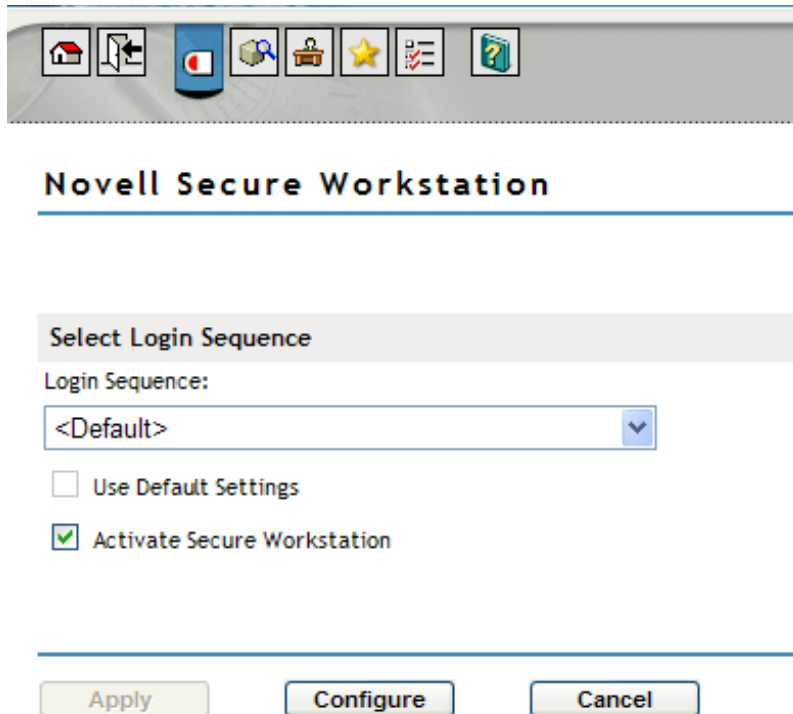 Novell Secure Workstation
Select Login Sequence
Login Sequence:
<Default>
Use Default Settings
Activate Secure Workstation
Apply Configure Cancel